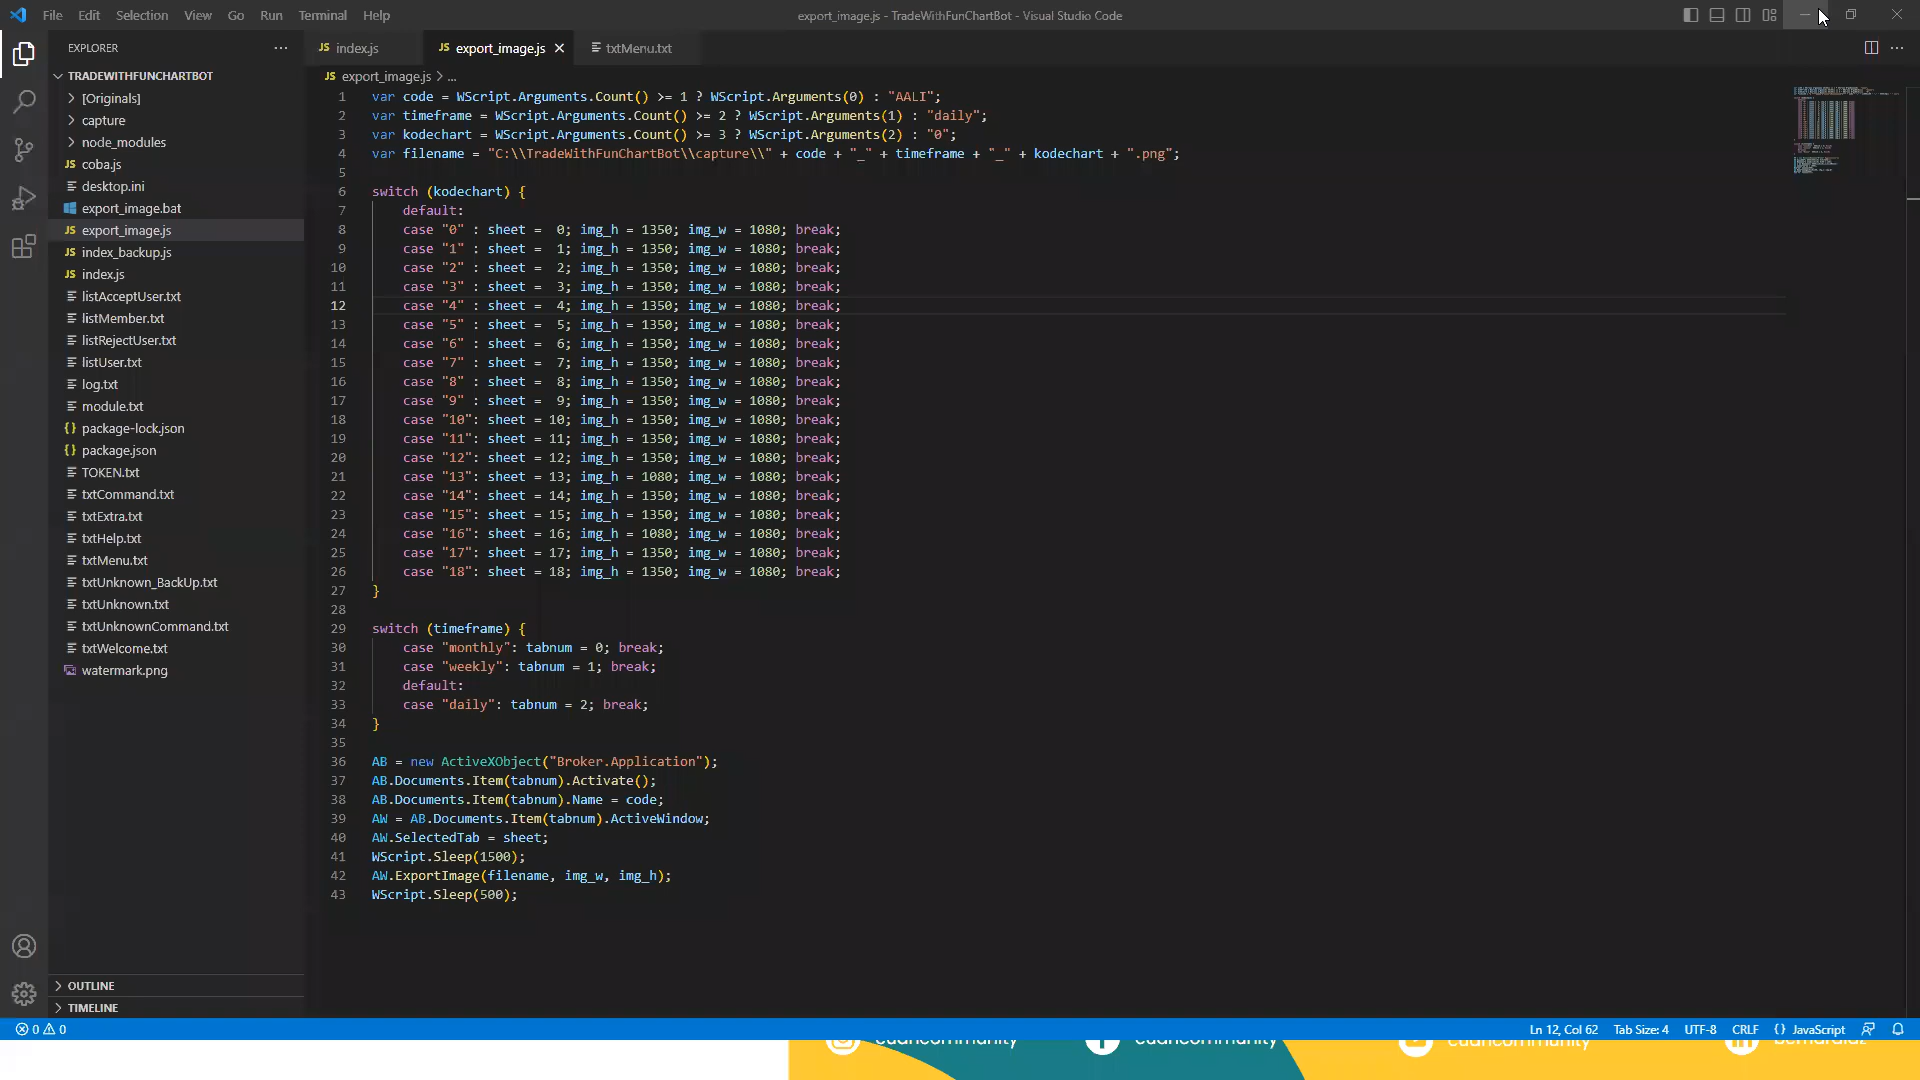 File Edit Selection View Go Run Terminal Help
export_image.js - TradeWithFunChartBot - Visual Studio Code
EXPLORER
TRADEWITHFUNCHARTBOT
[Originals]
capture
node_modules
coba.js
desktop.ini
export_image.bat
export_image.js
index_backup.js
index.js
listAcceptUser.txt
listMember.txt
listRejectUser.txt
listUser.txt
log.txt
module.txt
package-lock.json
package.json
TOKEN.txt
txtCommand.txt
txtExtra.txt
txtHelp.txt
txtMenu.txt
txtUnknown_BackUp.txt
txtUnknown.txt
txtUnknownCommand.txt
txtWelcome.txt
watermark.png
OUTLINE
TIMELINE
JS index.js JS export_image.js txtMenu.txt
JS export_image.js > ...
1 var code = WScript.Arguments.Count() >= 1 ? WScript.Arguments(0) : "AALI";
2 var timeframe = WScript.Arguments.Count() >= 2 ? WScript.Arguments(1) : "daily";
3 var kodechart = WScript.Arguments.Count() >= 3 ? WScript.Arguments(2) : "0";
4 var filename = "C:\\TradeWithFunChartBot\\capture\\" + code + "_" + timeframe + "_" + kodechart + ".png";
5
6 switch (kodechart) {
7 default:
8 case "0" : sheet = 0; img_h = 1350; img_w = 1080; break;
9 case "1" : sheet = 1; img_h = 1350; img_w = 1080; break;
10 case "2" : sheet = 2; img_h = 1350; img_w = 1080; break;
11 case "3" : sheet = 3; img_h = 1350; img_w = 1080; break;
12 case "4" : sheet = 4; img_h = 1350; img_w = 1080; break;
13 case "5" : sheet = 5; img_h = 1350; img_w = 1080; break;
14 case "6" : sheet = 6; img_h = 1350; img_w = 1080; break;
15 case "7" : sheet = 7; img_h = 1350; img_w = 1080; break;
16 case "8" : sheet = 8; img_h = 1350; img_w = 1080; break;
17 case "9" : sheet = 9; img_h = 1350; img_w = 1080; break;
18 case "10": sheet = 10; img_h = 1350; img_w = 1080; break;
19 case "11": sheet = 11; img_h = 1350; img_w = 1080; break;
20 case "12": sheet = 12; img_h = 1350; img_w = 1080; break;
21 case "13": sheet = 13; img_h = 1080; img_w = 1080; break;
22 case "14": sheet = 14; img_h = 1350; img_w = 1080; break;
23 case "15": sheet = 15; img_h = 1350; img_w = 1080; break;
24 case "16": sheet = 16; img_h = 1080; img_w = 1080; break;
25 case "17": sheet = 17; img_h = 1350; img_w = 1080; break;
26 case "18": sheet = 18; img_h = 1350; img_w = 1080; break;
27 }
28
29 switch (timeframe) {
30 case "monthly": tabnum = 0; break;
31 case "weekly": tabnum = 1; break;
32 default:
33 case "daily": tabnum = 2; break;
34 }
35
36 AB = new ActiveXObject("Broker.Application");
37 AB.Documents.Item(tabnum).Activate();
38 AB.Documents.Item(tabnum).Name = code;
39 AW = AB.Documents.Item(tabnum).ActiveWindow;
40 AW.SelectedTab = sheet;
41 WScript.Sleep(1500);
42 AW.ExportImage(filename, img_w, img_h);
43 WScript.Sleep(500);
0 0 Ln 12, Col 62 Tab Size: 4 UTF-8 CRLF {} JavaScript
cuancommunity cuancommunity cuancommunity